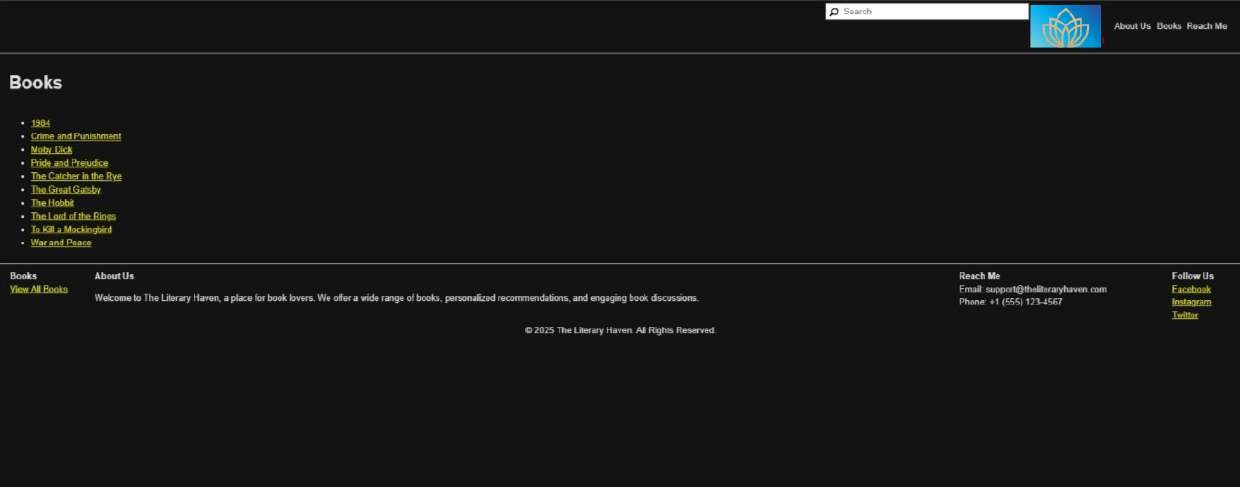 Search
About Us Books Reach Me
Books
1984
Crime and Punishment
Moby Dick
Pride and Prejudice
The Catcher in the Rye
The Great Gatsby
The Hobbit
The Lord of the Rings
To Kill a Mockingbird
War and Peace
Books
View All Books
About Us
Welcome to The Literary Haven, a place for book lovers. We offer a wide range of books, personalized recommendations, and engaging book discussions.
Reach Me
Email: support@theliteraryhaven.com
Phone: +1 (555) 123-4567
Follow Us
Facebook
Instagram
Twitter
© 2025 The Literary Haven. All Rights Reserved.